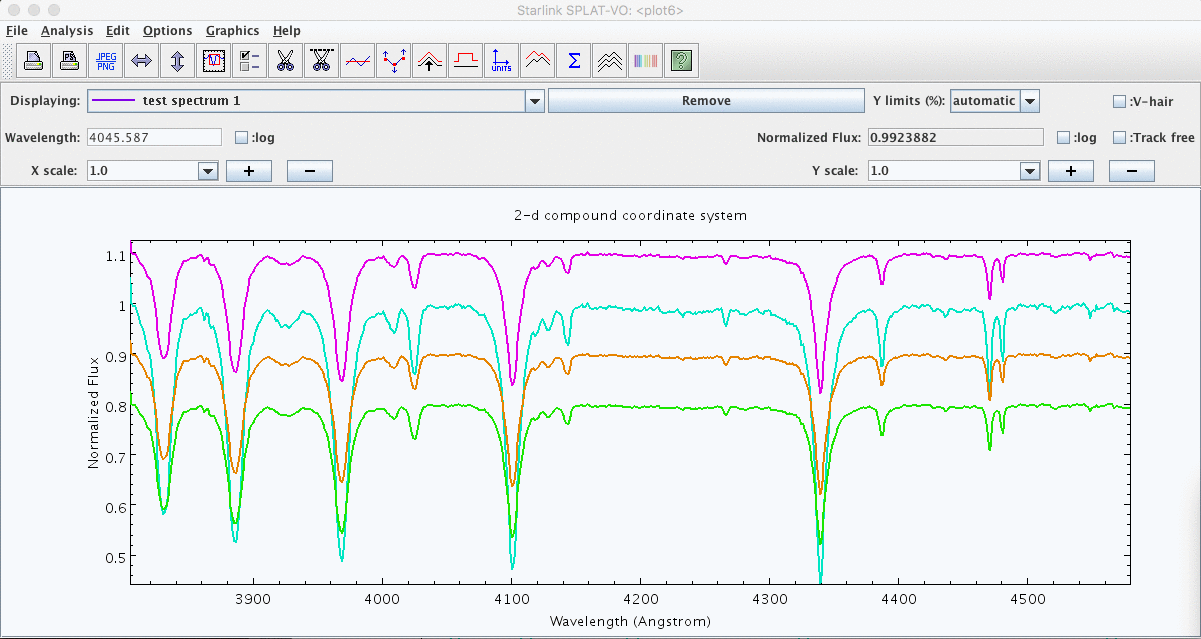 Starlink SPLAT-VO: <plot6>
File Analysis Edit Options Graphics Help
PS JPEG PNG UNITS Σ ?
Displaying: test spectrum 1 Remove Y limits (%): automatic :V-hair
Wavelength: 4045.587 :log Normalized Flux: 0.9923882 :log :Track free
X scale: 1.0 + − Y scale: 1.0 + −
2-d compound coordinate system
1.1
1
0.9
0.8
0.7
0.6
0.5
Normalized Flux
3900 4000 4100 4200 4300 4400 4500
Wavelength (Angstrom)